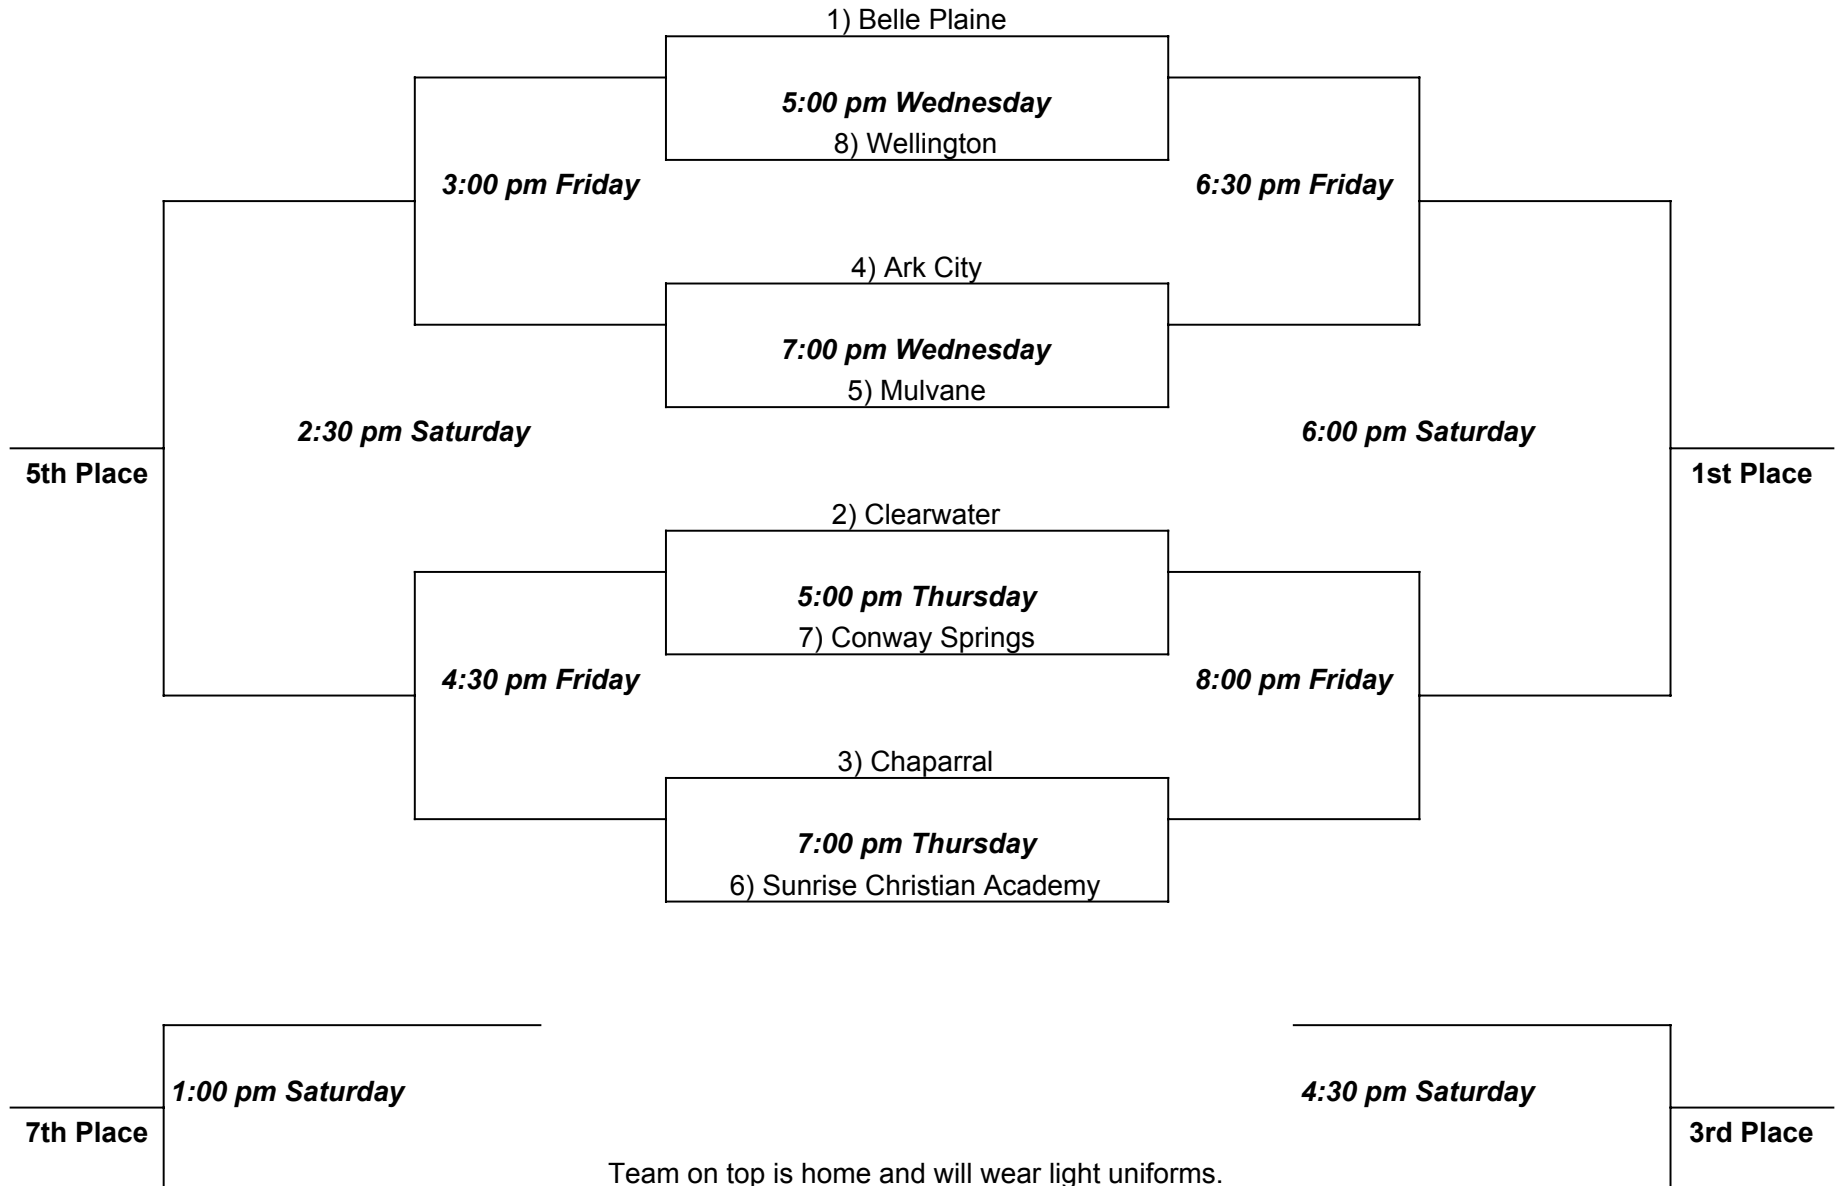 1) Belle Plaine
5:00 pm Wednesday
8) Wellington
3:00 pm Friday
6:30 pm Friday
4) Ark City
7:00 pm Wednesday
5) Mulvane
2:30 pm Saturday
6:00 pm Saturday
5th Place
1st Place
2) Clearwater
5:00 pm Thursday
7) Conway Springs
4:30 pm Friday
8:00 pm Friday
3) Chaparral
7:00 pm Thursday
6) Sunrise Christian Academy
1:00 pm Saturday
4:30 pm Saturday
7th Place
3rd Place
Team on top is home and will wear light uniforms.